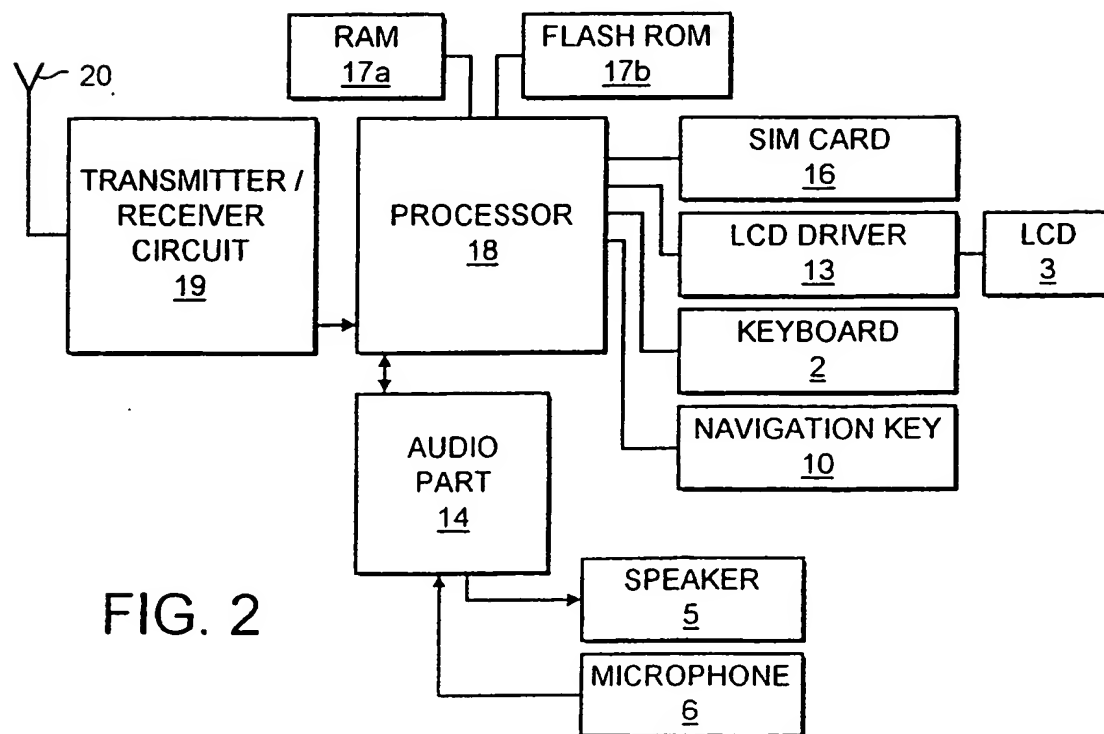 RAM
17a
FLASH ROM
17b
20
TRANSMITTER /
RECEIVER
CIRCUIT
19
PROCESSOR
18
SIM CARD
16
LCD DRIVER
13
LCD
3
KEYBOARD
2
NAVIGATION KEY
10
AUDIO
PART
14
SPEAKER
5
MICROPHONE
6
FIG. 2